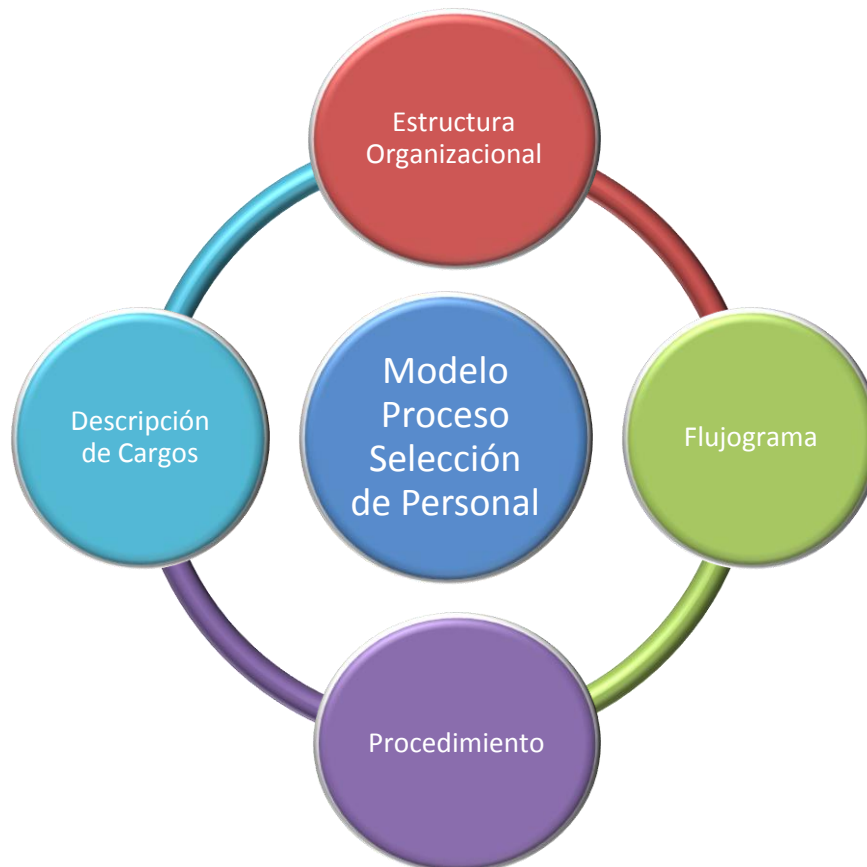 Estructura
Organizacional
Modelo
Proceso
Selección
de Personal
Descripción
de Cargos
Flujograma
Procedimiento